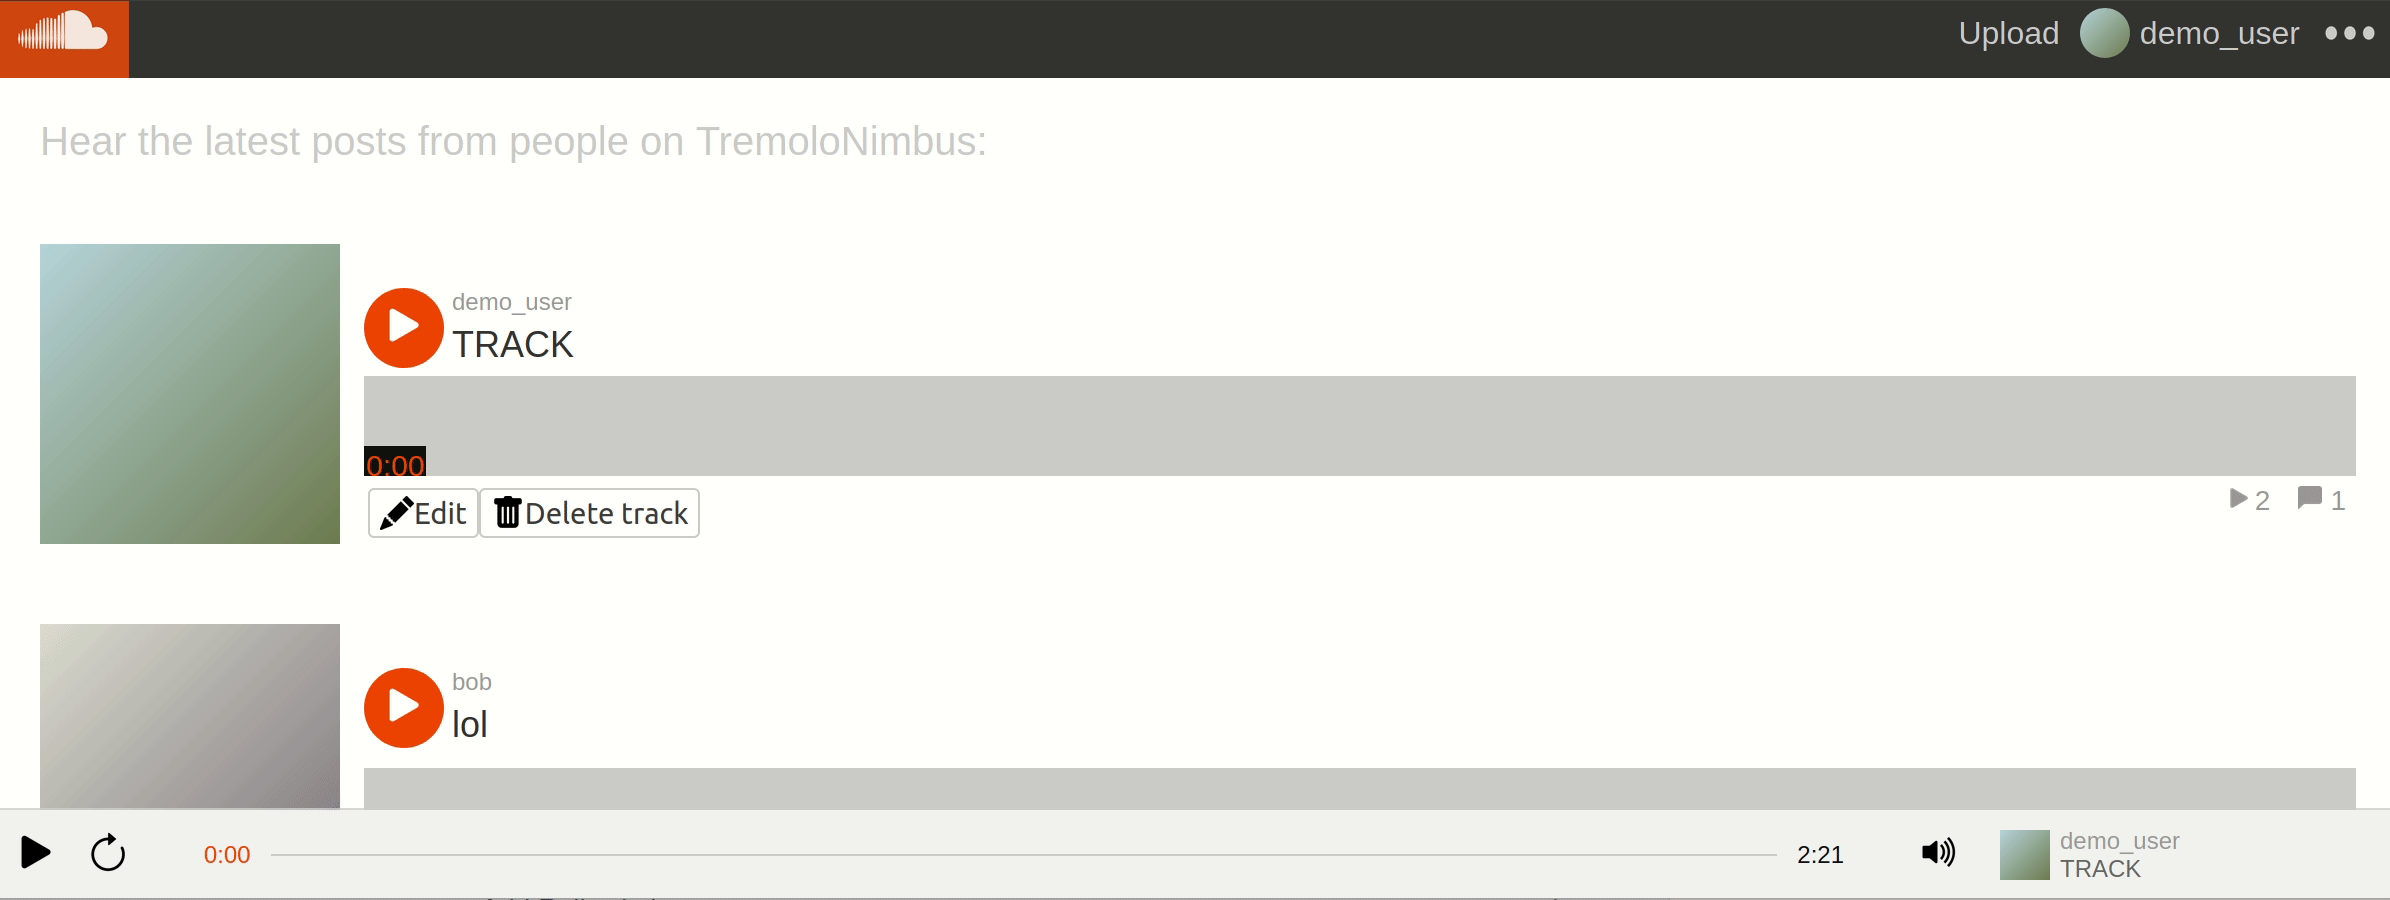 Upload demo_user
Hear the latest posts from people on TremoloNimbus:
demo_user
TRACK
0:00
Edit Delete track
2 1
bob
lol
0:00 2:21
demo_user
TRACK